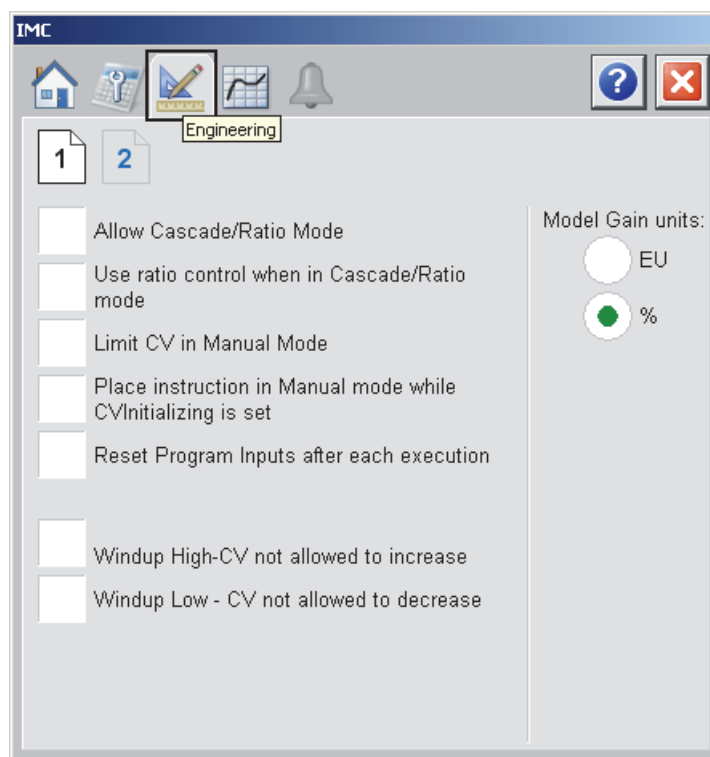 IMC
?
Engineering
1
2
Allow Cascade/Ratio Mode
Use ratio control when in Cascade/Ratio
mode
Limit CV in Manual Mode
Place instruction in Manual mode while
CVInitializing is set
Reset Program Inputs after each execution
Windup High-CV not allowed to increase
Windup Low - CV not allowed to decrease
Model Gain units:
EU
%